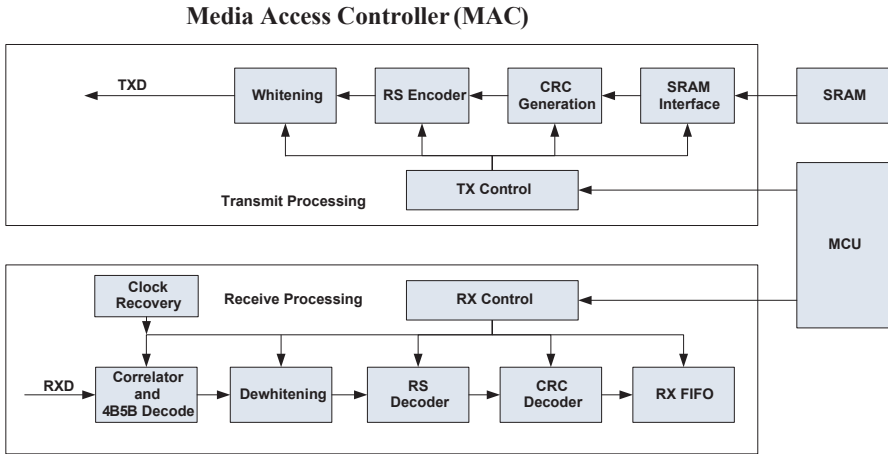 Media Access Controller (MAC)
TXD
Whitening
RS Encoder
CRC
Generation
SRAM
Interface
SRAM
TX Control
Transmit Processing
MCU
Clock
Recovery
Receive Processing
RX Control
RXD
Correlator
and
4B5B Decode
Dewhitening
RS
Decoder
CRC
Decoder
RX FIFO